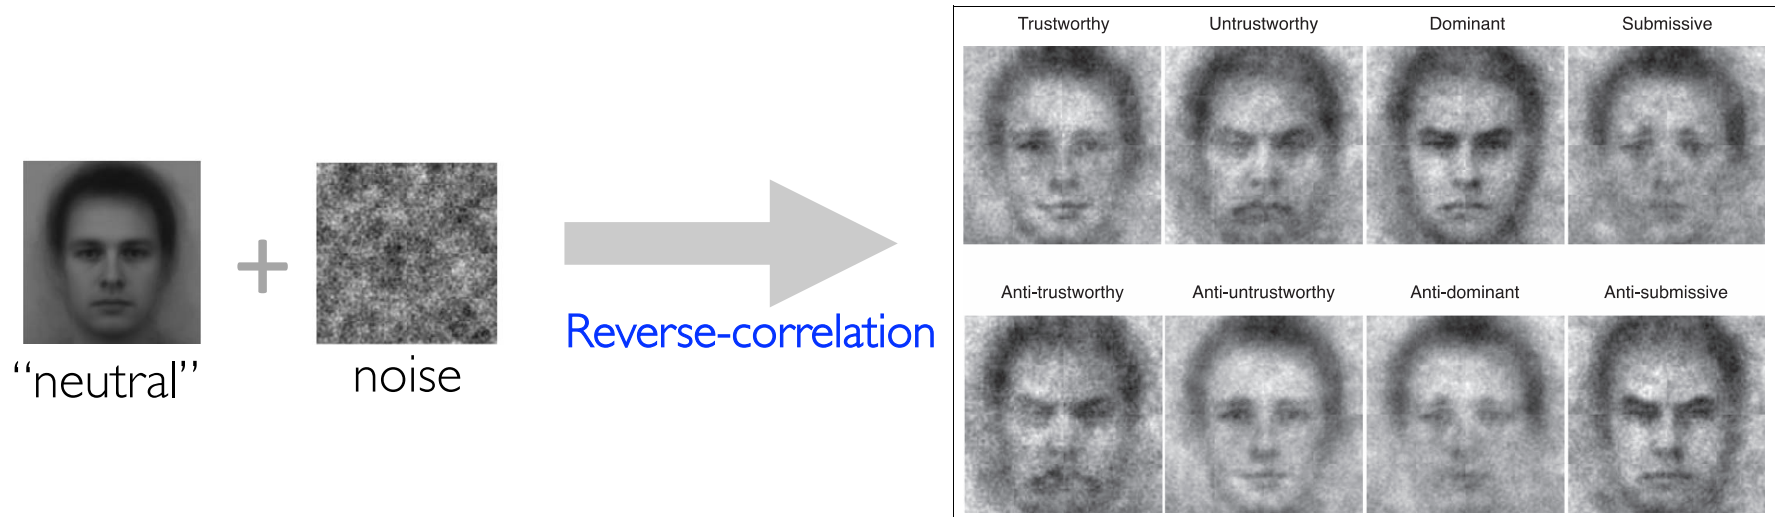 Trustworthy Untrustworthy Dominant Submissive
Anti-trustworthy Anti-untrustworthy Anti-dominant Anti-submissive
Reverse-correlation
“neutral”
noise